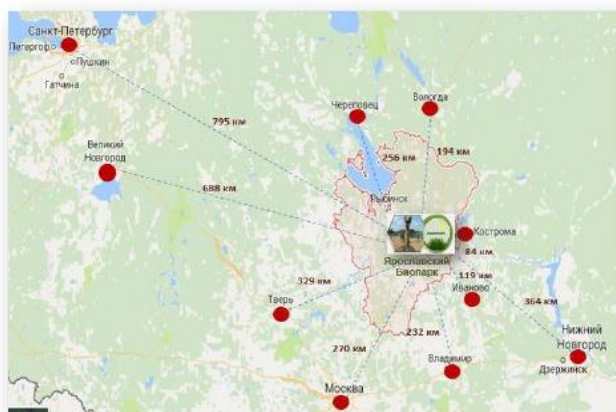 Санкт-Петербург
Петергоф
Пушкин
Гатчина
795 км
Череповец
Вологда
Великий
Новгород
256 км
194 км
688 км
Рыбинск
Кострома
84 км
Ярославский
Биопарк
119 км
Иваново
329 км
Тверь
364 км
270 км
232 км
Нижний
Новгород
Владимир
Дзержинск
Москва